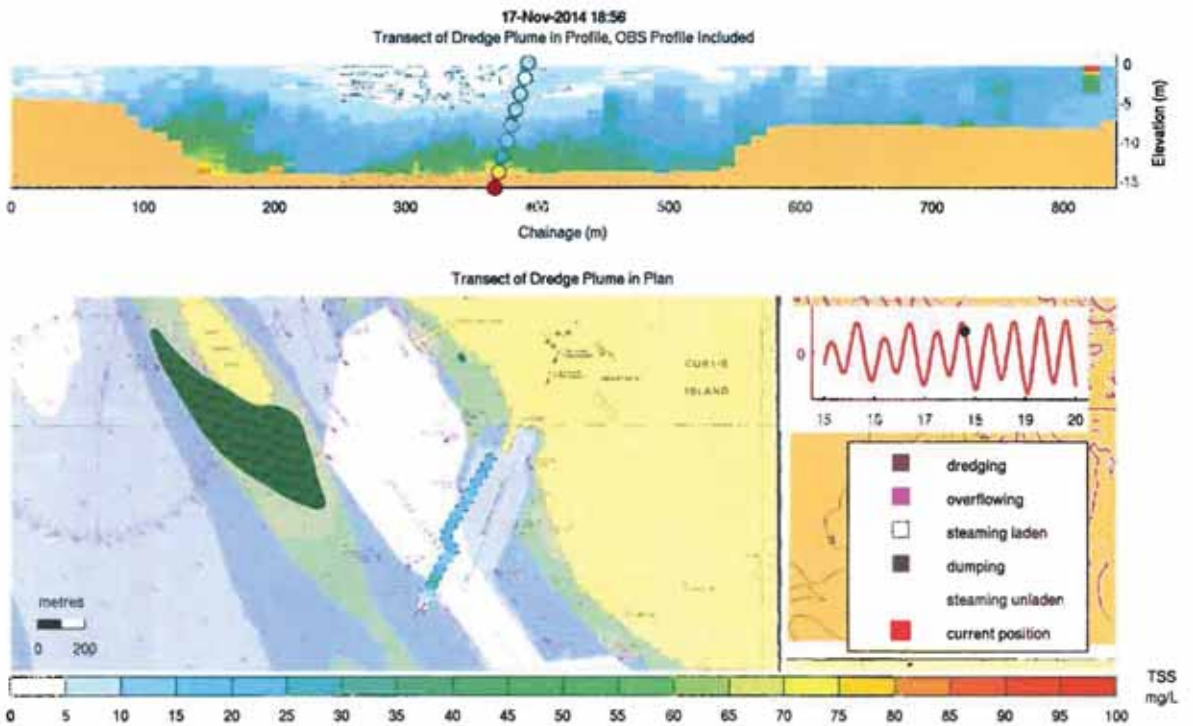 17-Nov-2014 18:56
Transect of Dredge Plume in Profile, OBS Profile Included
0
-5
-10
-15
Elevation (m)
0 100 200 300 400 500 600 700 800
Chainage (m)
Transect of Dredge Plume in Plan
CURTIS
ISLAND
0
15 16 17 18 19 20
dredging
overflowing
steaming laden
dumping
steaming unladen
current position
metres
0 200
TSS
mg/L
0 5 10 15 20 25 30 35 40 45 50 55 60 65 70 75 80 85 90 95 100